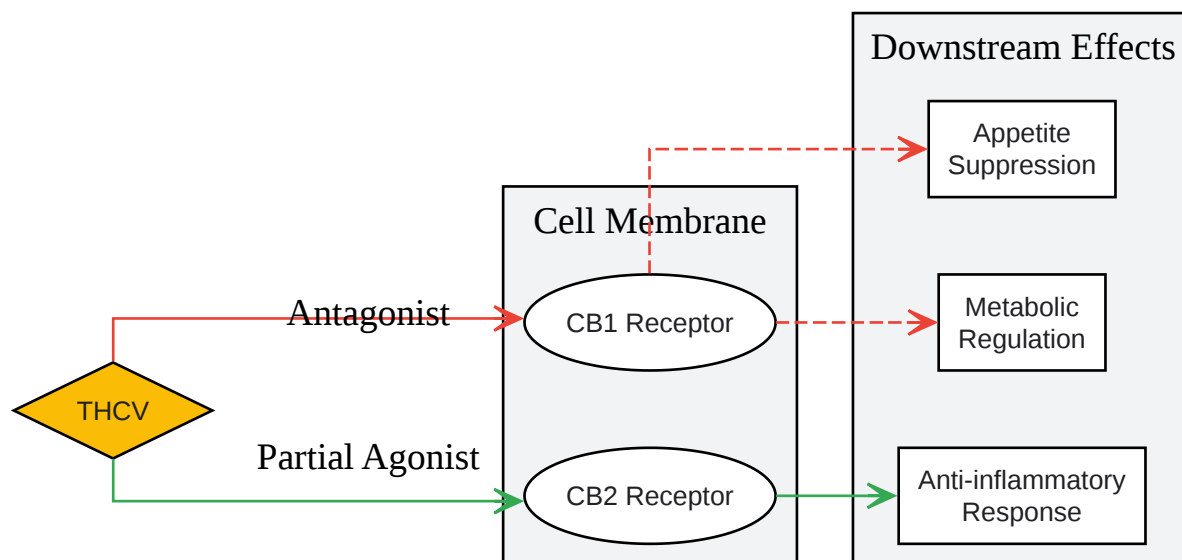 Downstream Effects
Appetite
Suppression
Cell Membrane
Antagonist
CB1 Receptor
Metabolic
Regulation
THCV
Partial Agonist
CB2 Receptor
Anti-inflammatory
Response